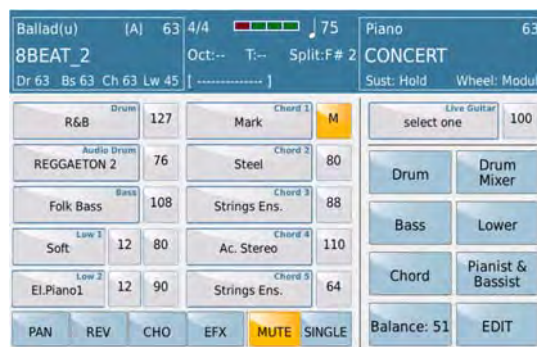 Ballad(u) [A] 63 4/4 75 Piano 63
8BEAT_2 Oct:-- T:-- Split:F# 2 CONCERT
Dr 63 Bs 63 Ch 63 Lw 45 [ -------------- ] Sust: Hold Wheel: Modul
Drum Chord 1 Live Guitar
R&B 127 Mark M select one 100
Audio Drum Chord 2
REGGAETON 2 76 Steel 80
Drum Drum Mixer
Bass Chord 3
Folk Bass 108 Strings Ens. 88
Bass Lower
Low 1 Chord 4
Soft 12 80 Ac. Stereo 110
Low 2 Chord 5
El.Piano1 12 90 Strings Ens. 64
Chord Pianist & Bassist
PAN REV CHO EFX MUTE SINGLE Balance: 51 EDIT